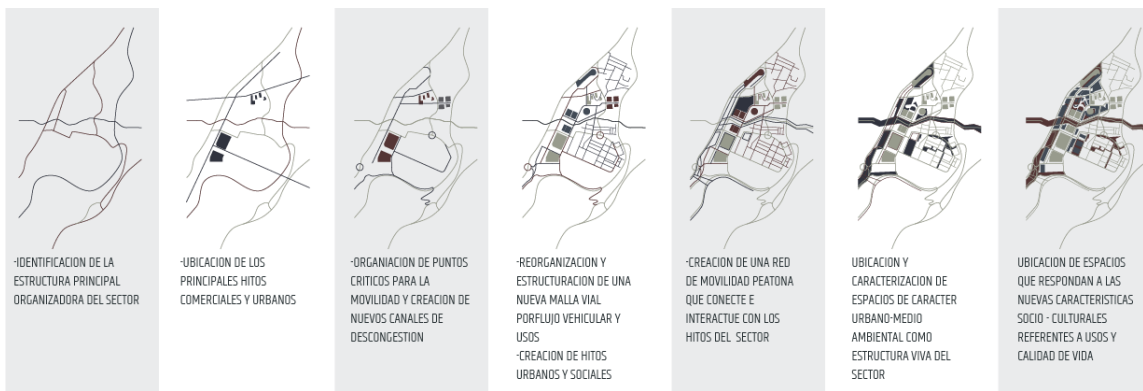 -IDENTIFICACION DE LA
ESTRUCTURA PRINCIPAL
ORGANIZADORA DEL SECTOR
-UBICACION DE LOS
PRINCIPALES HITOS
COMERCIALES Y URBANOS
-ORGANIACION DE PUNTOS
CRITICOS PARA LA
MOVILIDAD Y CREACION DE
NUEVOS CANALES DE
DESCONGESTION
-REORGANIZACION Y
ESTRUCTURACION DE UNA
NUEVA MALLA VIAL
PORFLUJO VEHICULAR Y
USOS
-CREACION DE HITOS
URBANOS Y SOCIALES
-CREACION DE UNA RED
DE MOVILIDAD PEATONA
QUE CONECTE E
INTERACTUE CON LOS
HITOS DEL SECTOR
UBICACION Y
CARACTERIZACION DE
ESPACIOS DE CARACTER
URBANO-MEDIO
AMBIENTAL COMO
ESTRUCTURA VIVA DEL
SECTOR
UBICACION DE ESPACIOS
QUE RESPONDAN A LAS
NUEVAS CARACTERISTICAS
SOCIO - CULTURALES
REFERENTES A USOS Y
CALIDAD DE VIDA